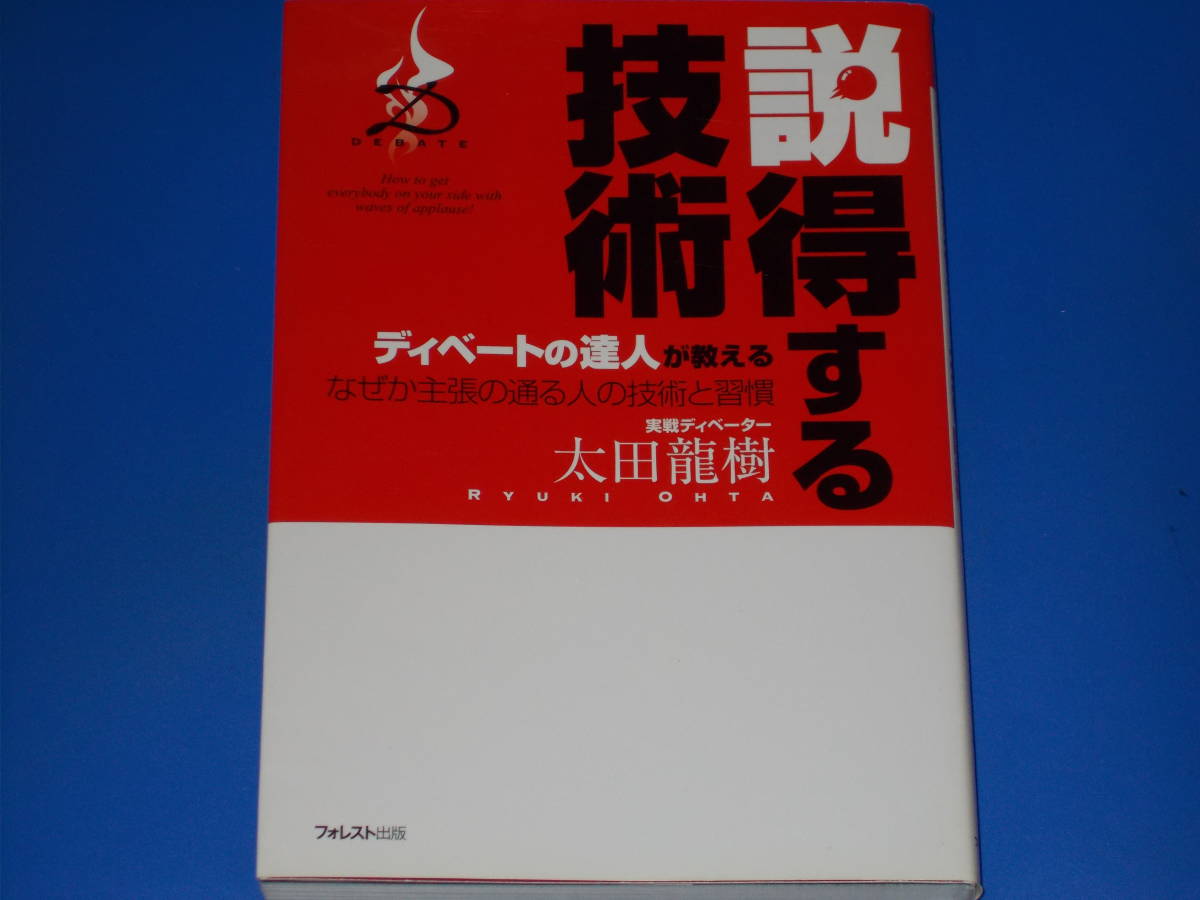 説得する
技術
D
DEBATE
How to get
everybody on your side with
waves of applause!
ディベートの達人が教える
なぜか主張の通る人の技術と習慣
実戦ディベーター
太田龍樹
RYUKI OHTA
フォレスト出版